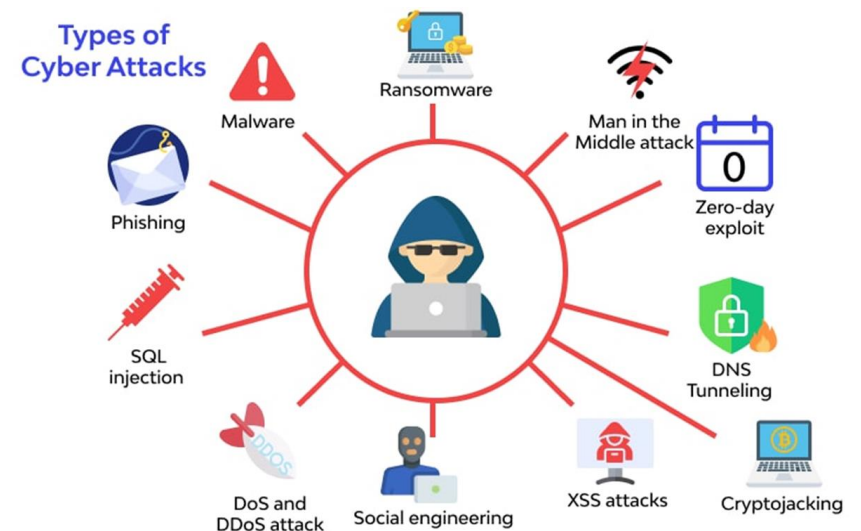 Types of
Cyber Attacks
Ransomware
Malware
Man in the
Middle attack
0
Zero-day
exploit
Phishing
SQL
injection
DNS
Tunneling
DDOS
DoS and
DDoS attack
Social engineering
XSS attacks
Cryptojacking